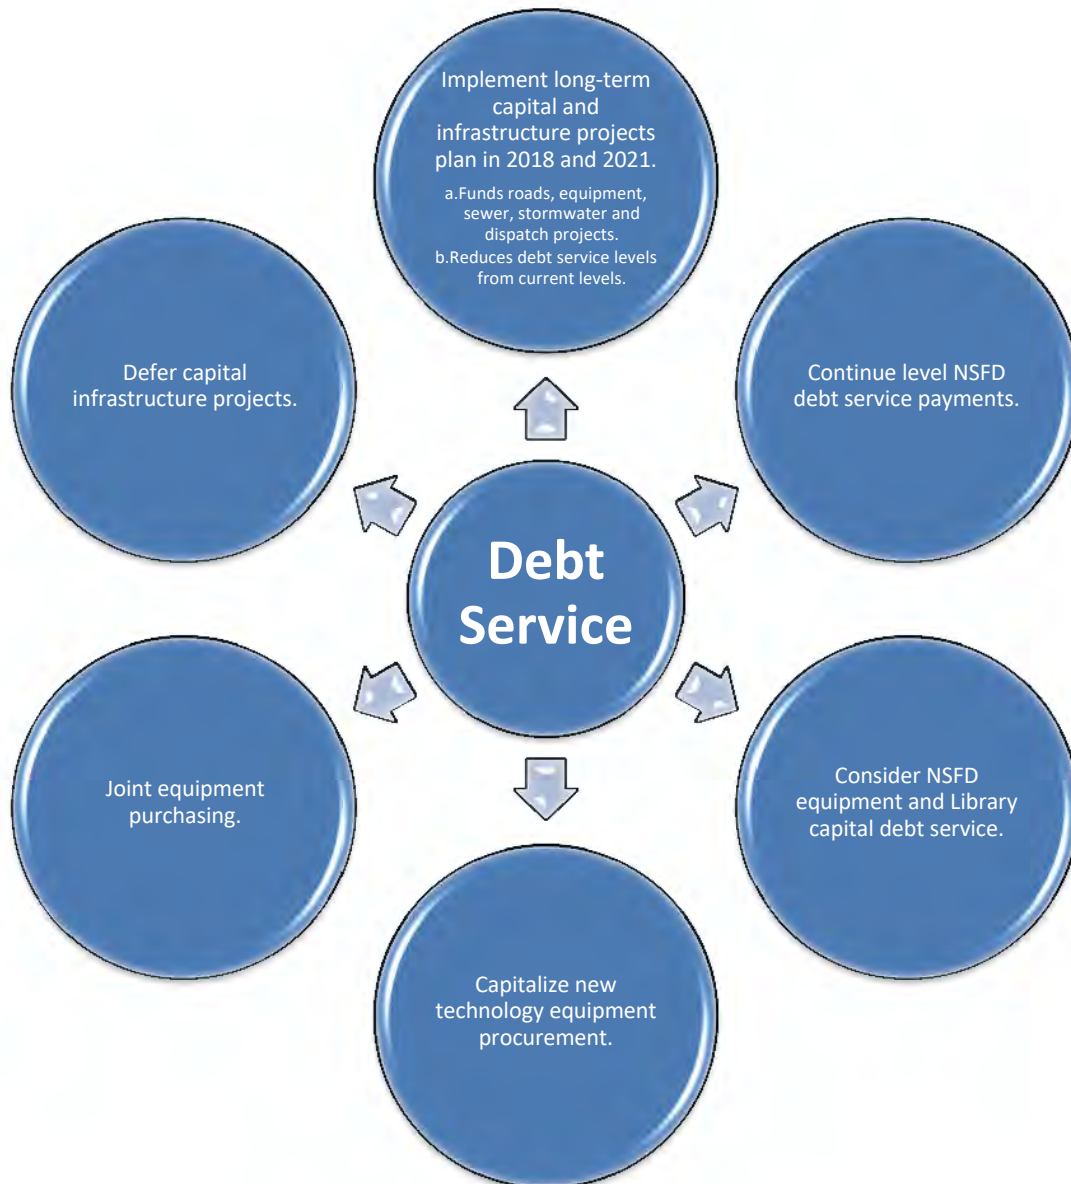 Implement long-term
capital and
infrastructure projects
plan in 2018 and 2021.
a.Funds roads, equipment,
sewer, stormwater and
dispatch projects.
b.Reduces debt service levels
from current levels.
Defer capital
infrastructure projects.
Continue level NSFD
debt service payments.
Debt
Service
Joint equipment
purchasing.
Consider NSFD
equipment and Library
capital debt service.
Capitalize new
technology equipment
procurement.